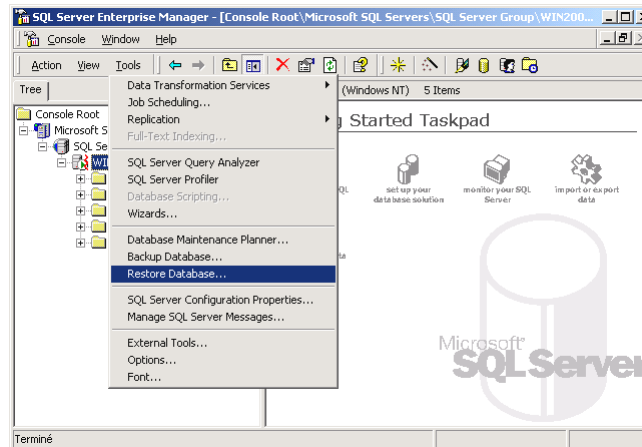 SQL Server Enterprise Manager - [Console Root\Microsoft SQL Servers\SQL Server Group\WIN200...
Console Window Help
Action View Tools
Tree
(Windows NT) 5 Items
Console Root
Microsoft S
SQL Se
WI
Data Transformation Services
Job Scheduling...
Replication
Full-Text Indexing...
SQL Server Query Analyzer
SQL Server Profiler
Database Scripting...
Wizards...
Database Maintenance Planner...
Backup Database...
Restore Database...
SQL Server Configuration Properties...
Manage SQL Server Messages...
External Tools...
Options...
Font...
g Started Taskpad
QL
set up your
database solution
monitor your SQL
Server
import or export
data
ta
Microsoft®
SQL Server
Terminé